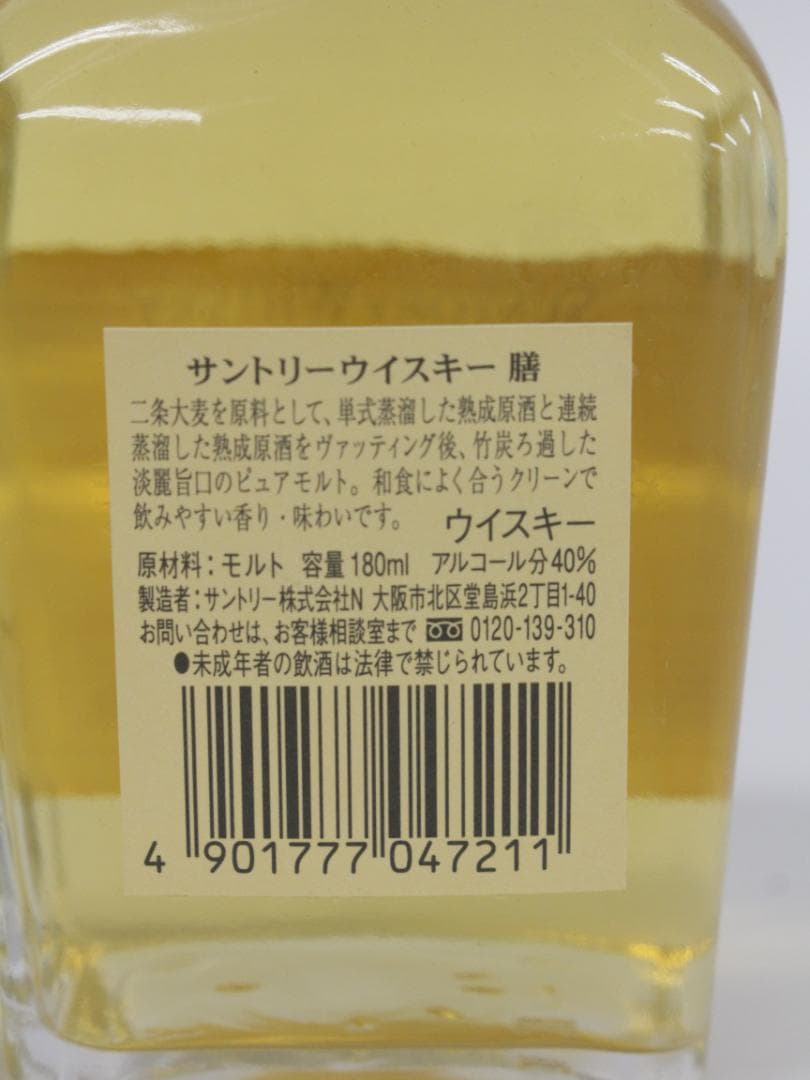 サントリーウイスキー 膳
二条大麦を原料として、単式蒸溜した熟成原酒と連続
蒸溜した熟成原酒をヴァッティング後、竹炭ろ過した
淡麗旨口のピュアモルト。和食によく合うクリーンで
飲みやすい香り・味わいです。 ウイスキー
原材料：モルト 容量180ml アルコール分40%
製造者：サントリー株式会社N 大阪市北区堂島浜2丁目1-40
お問い合わせは、お客様相談室まで 0120-139-310
●未成年者の飲酒は法律で禁じられています。
4 901777 047211